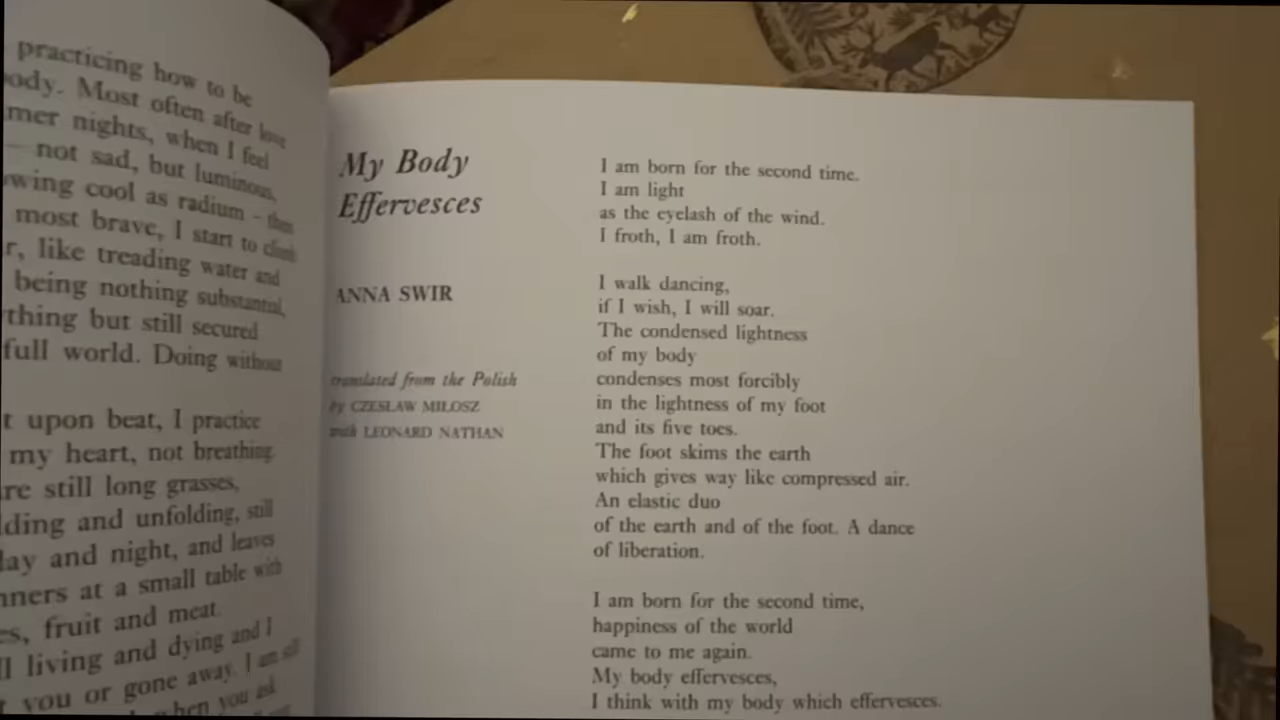 practicing how to be
ody. Most often after love
mer nights, when I feel
– not sad, but luminous,
owing cool as radium – then
most brave, I start to climb
r, like treading water and
being nothing substantial,
thing but still secured
full world. Doing without
t upon beat, I practice
my heart, not breathing.
re still long grasses,
lding and unfolding, still
lay and night, and leaves
nners at a small table with
es, fruit and meat.
ll living and dying and I
t you or gone away. I am still
when you ask
My Body
Effervesces
ANNA SWIR
translated from the Polish
by CZESLAW MILOSZ
with LEONARD NATHAN
I am born for the second time.
I am light
as the eyelash of the wind.
I froth, I am froth.
I walk dancing,
if I wish, I will soar.
The condensed lightness
of my body
condenses most forcibly
in the lightness of my foot
and its five toes.
The foot skims the earth
which gives way like compressed air.
An elastic duo
of the earth and of the foot. A dance
of liberation.
I am born for the second time,
happiness of the world
came to me again.
My body effervesces,
I think with my body which effervesces.